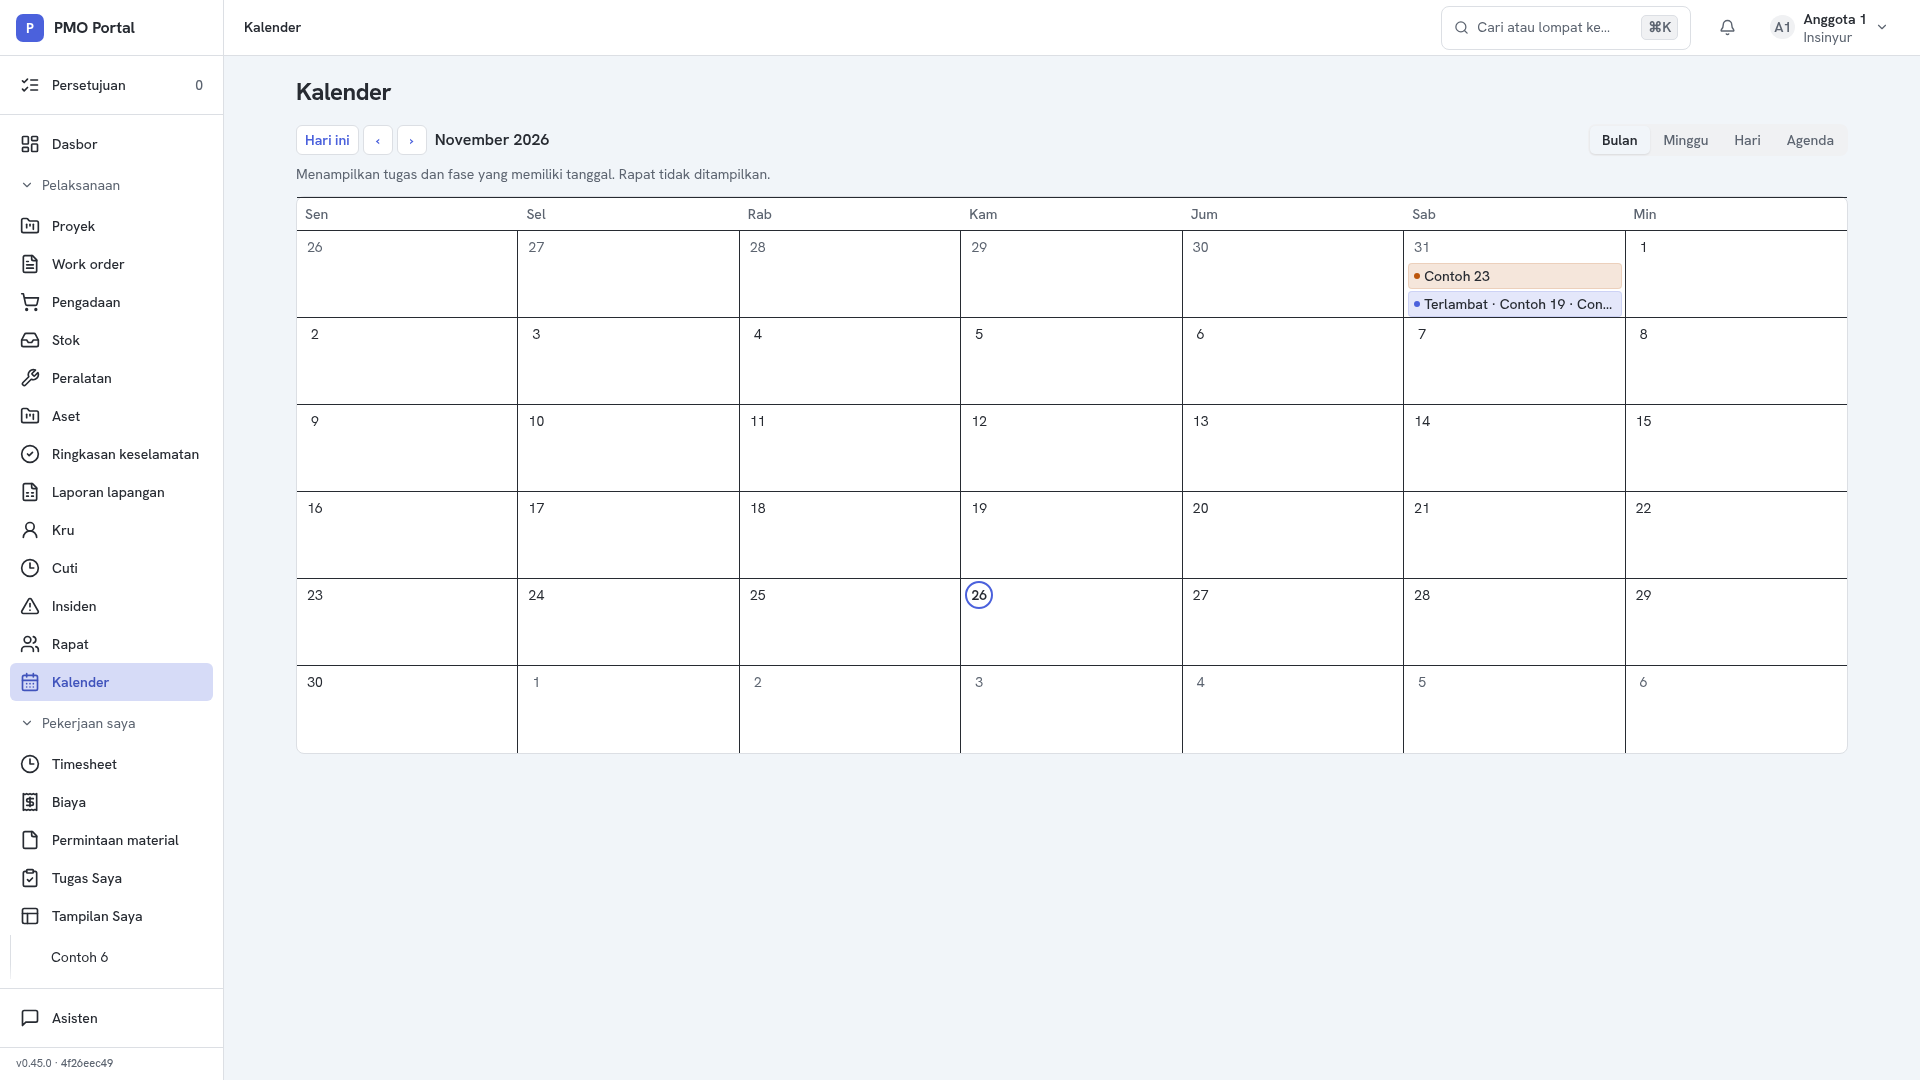 P PMO Portal
Kalender
Cari atau lompat ke... ⌘K
A1 Anggota 1
Insinyur
Persetujuan 0
Dasbor
Pelaksanaan
Proyek
Work order
Pengadaan
Stok
Peralatan
Aset
Ringkasan keselamatan
Laporan lapangan
Kru
Cuti
Insiden
Rapat
Kalender
Pekerjaan saya
Timesheet
Biaya
Permintaan material
Tugas Saya
Tampilan Saya
Contoh 6
Asisten
v0.45.0 · 4f26eec49
Kalender
Hari ini ‹ › November 2026
Bulan Minggu Hari Agenda
Menampilkan tugas dan fase yang memiliki tanggal. Rapat tidak ditampilkan.
Sen Sel Rab Kam Jum Sab Min
26 27 28 29 30 31 1
Contoh 23
Terlambat · Contoh 19 · Con...
2 3 4 5 6 7 8
9 10 11 12 13 14 15
16 17 18 19 20 21 22
23 24 25 26 27 28 29
30 1 2 3 4 5 6